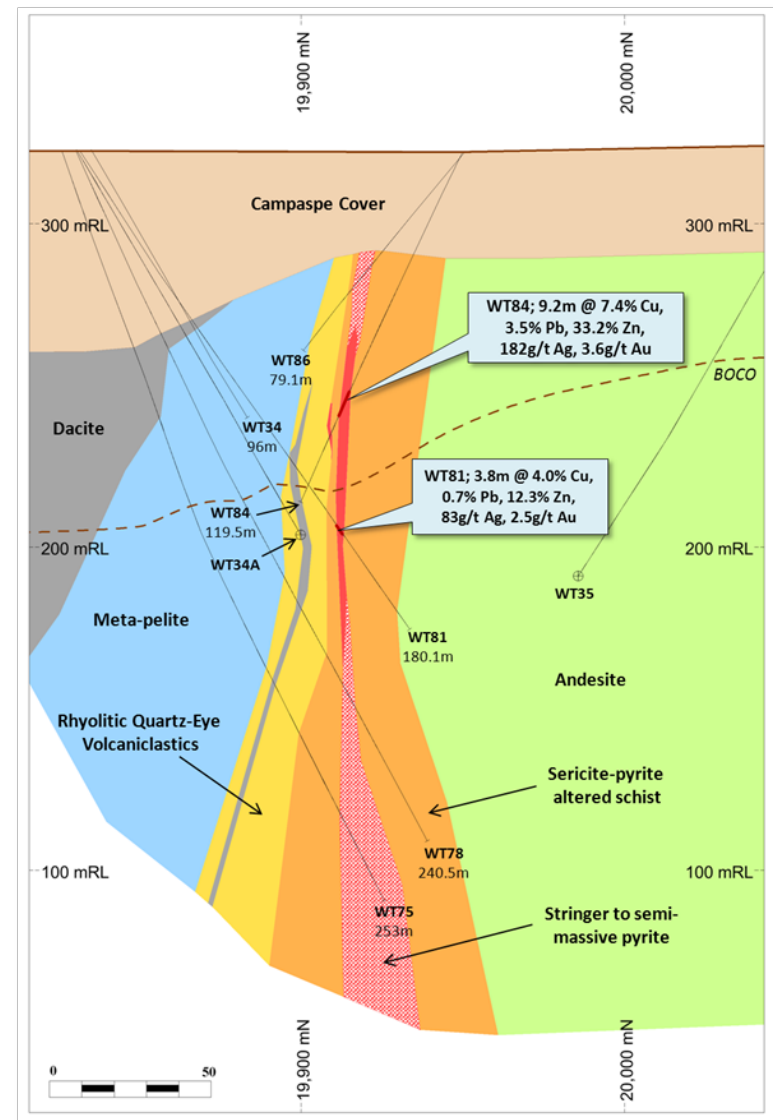 19,900 mN
20,000 mN
Campaspe Cover
300 mRL
300 mRL
WT84; 9.2m @ 7.4% Cu,
3.5% Pb, 33.2% Zn,
182g/t Ag, 3.6g/t Au
WT86
79.1m
BOCO
Dacite
WT34
96m
WT81; 3.8m @ 4.0% Cu,
0.7% Pb, 12.3% Zn,
83g/t Ag, 2.5g/t Au
WT84
119.5m
200 mRL
200 mRL
WT34A
WT35
Meta-pelite
WT81
180.1m
Andesite
Rhyolitic Quartz-Eye
Volcaniclastics
Sericite-pyrite
altered schist
WT78
240.5m
100 mRL
100 mRL
WT75
253m
Stringer to semi-
massive pyrite
19,900 mN
20,000 mN
0
50